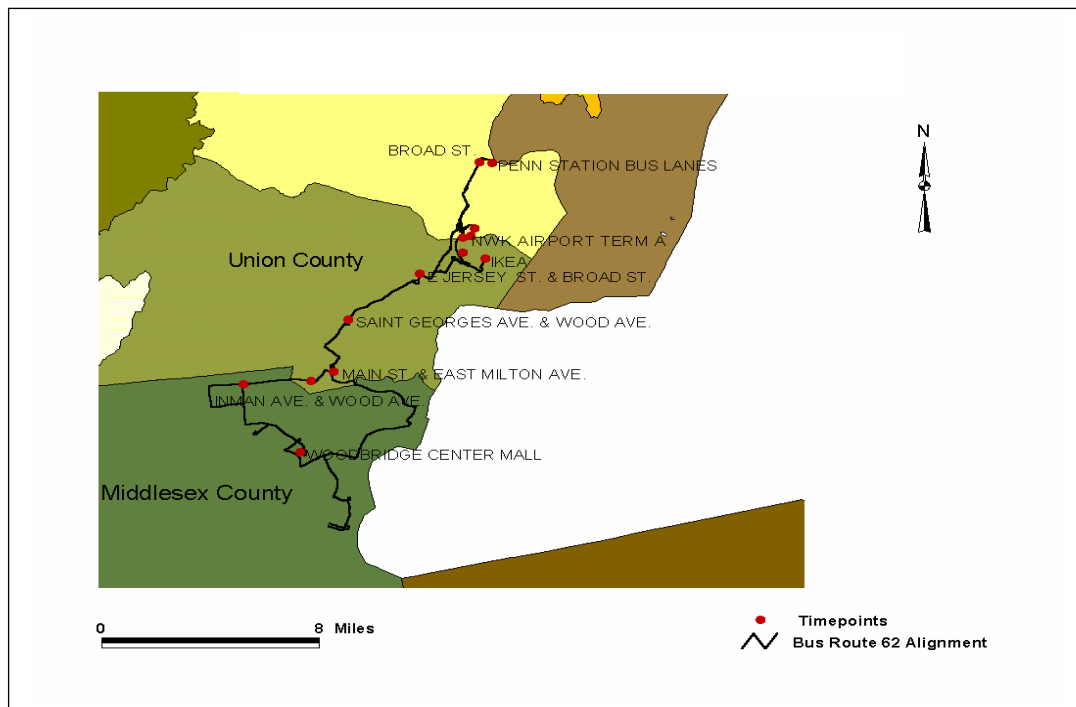 N
BROAD ST.
PENN STATION BUS LANES
NWK AIRPORT TERM A
Union County
IKEA
E JERSEY ST. & BROAD ST.
SAINT GEORGES AVE. & WOOD AVE.
MAIN ST. & EAST MILTON AVE.
INMAN AVE. & WOOD AVE.
WOODBRIDGE CENTER MALL
Middlesex County
0 8 Miles
Timepoints
Bus Route 62 Alignment